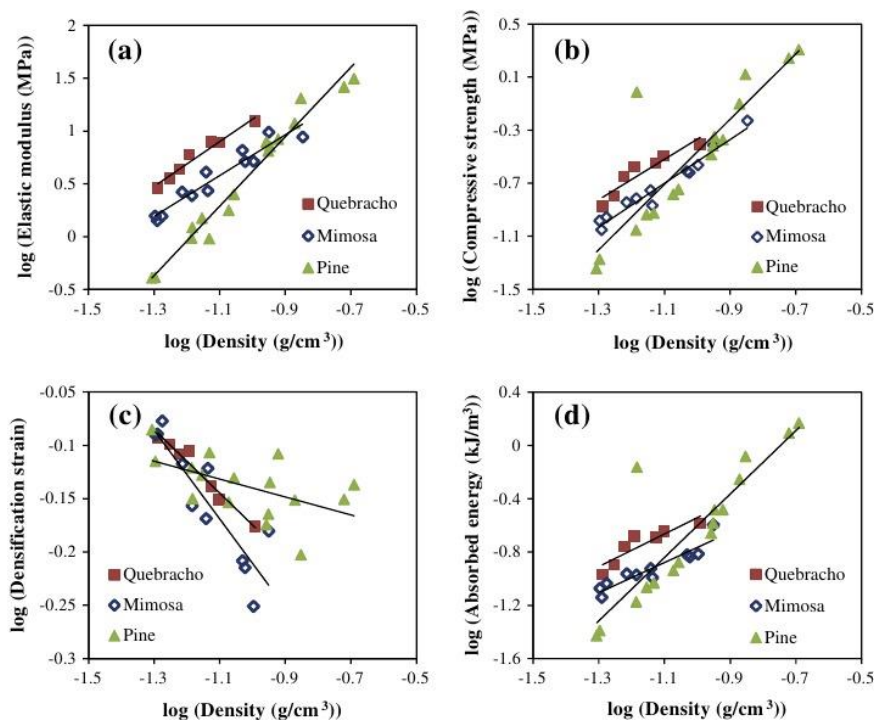 (a)
log (Elastic modulus (MPa))
2
1.5
1
0.5
0
-0.5
Quebracho
Mimosa
Pine
-1.5
-1.3
-1.1
-0.9
-0.7
-0.5
log (Density (g/cm³))
(b)
log (Compressive strength (MPa))
0.5
0.1
-0.3
-0.7
-1.1
-1.5
Quebracho
Mimosa
Pine
-1.5
-1.3
-1.1
-0.9
-0.7
-0.5
log (Density (g/cm³))
(c)
log (Densification strain)
-0.05
-0.1
-0.15
-0.2
-0.25
-0.3
Quebracho
Mimosa
Pine
-1.5
-1.3
-1.1
-0.9
-0.7
-0.5
log (Density (g/cm³))
(d)
log (Absorbed energy (kJ/m³))
0.4
0
-0.4
-0.8
-1.2
-1.6
Quebracho
Mimosa
Pine
-1.5
-1.3
-1.1
-0.9
-0.7
-0.5
log (Density (g/cm³))